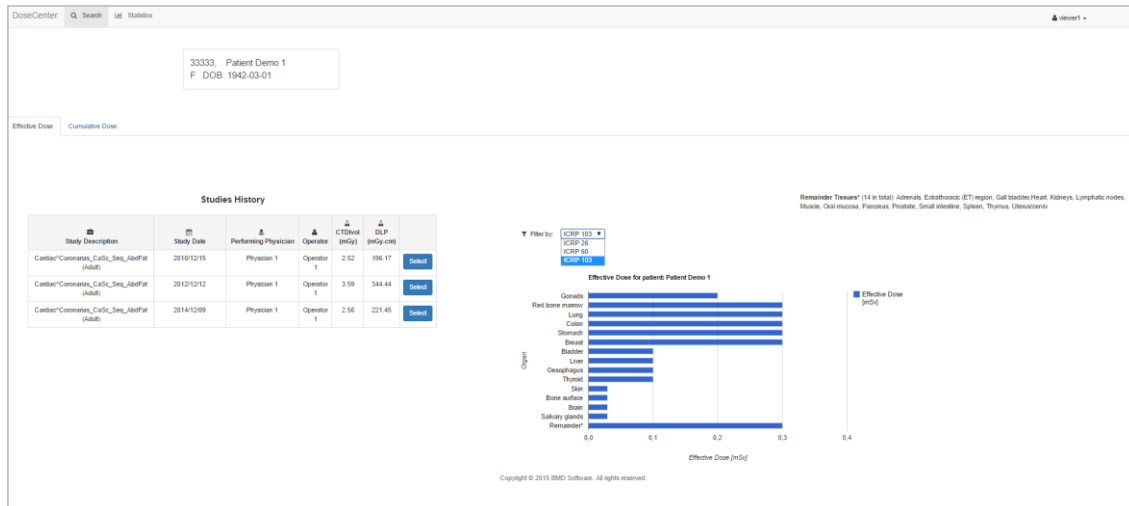 DoseCenter Search Statistics viewer1
33333, Patient Demo 1
F DOB: 1942-03-01
Effective Dose Cumulative Dose
Studies History
Study Description Study Date Performing Physician Operator CTDIvol (mGy) DLP (mGy.cm)
Cardiac^Coronarias_CaSc_Seq_AbdFat (Adult) 2010/12/15 Physician 1 Operator 1 2.52 196.17 Select
Cardiac^Coronarias_CaSc_Seq_AbdFat (Adult) 2012/12/12 Physician 1 Operator 1 3.59 344.44 Select
Cardiac^Coronarias_CaSc_Seq_AbdFat (Adult) 2014/12/09 Physician 1 Operator 1 2.56 221.45 Select
Remainder Tissues* (14 in total): Adrenals, Extrathoracic (ET) region, Gall bladder,Heart, Kidneys, Lymphatic nodes,
Muscle, Oral mucosa, Pancreas, Prostate, Small intestine, Spleen, Thymus, Uterus/cervix
Filter by: ICRP 103
ICRP 26
ICRP 60
ICRP 103
Effective Dose for patient: Patient Demo 1
Gonads
Red bone marrow
Lung
Colon
Stomach
Breast
Bladder
Liver
Oesophagus
Thyroid
Skin
Bone surface
Brain
Salivary glands
Remainder*
Organ
0,0 0,1 0,2 0,3 0,4
Effective Dose [mSv]
Effective Dose
[mSv]
Copyright © 2015 BMD Software. All rights reserved.